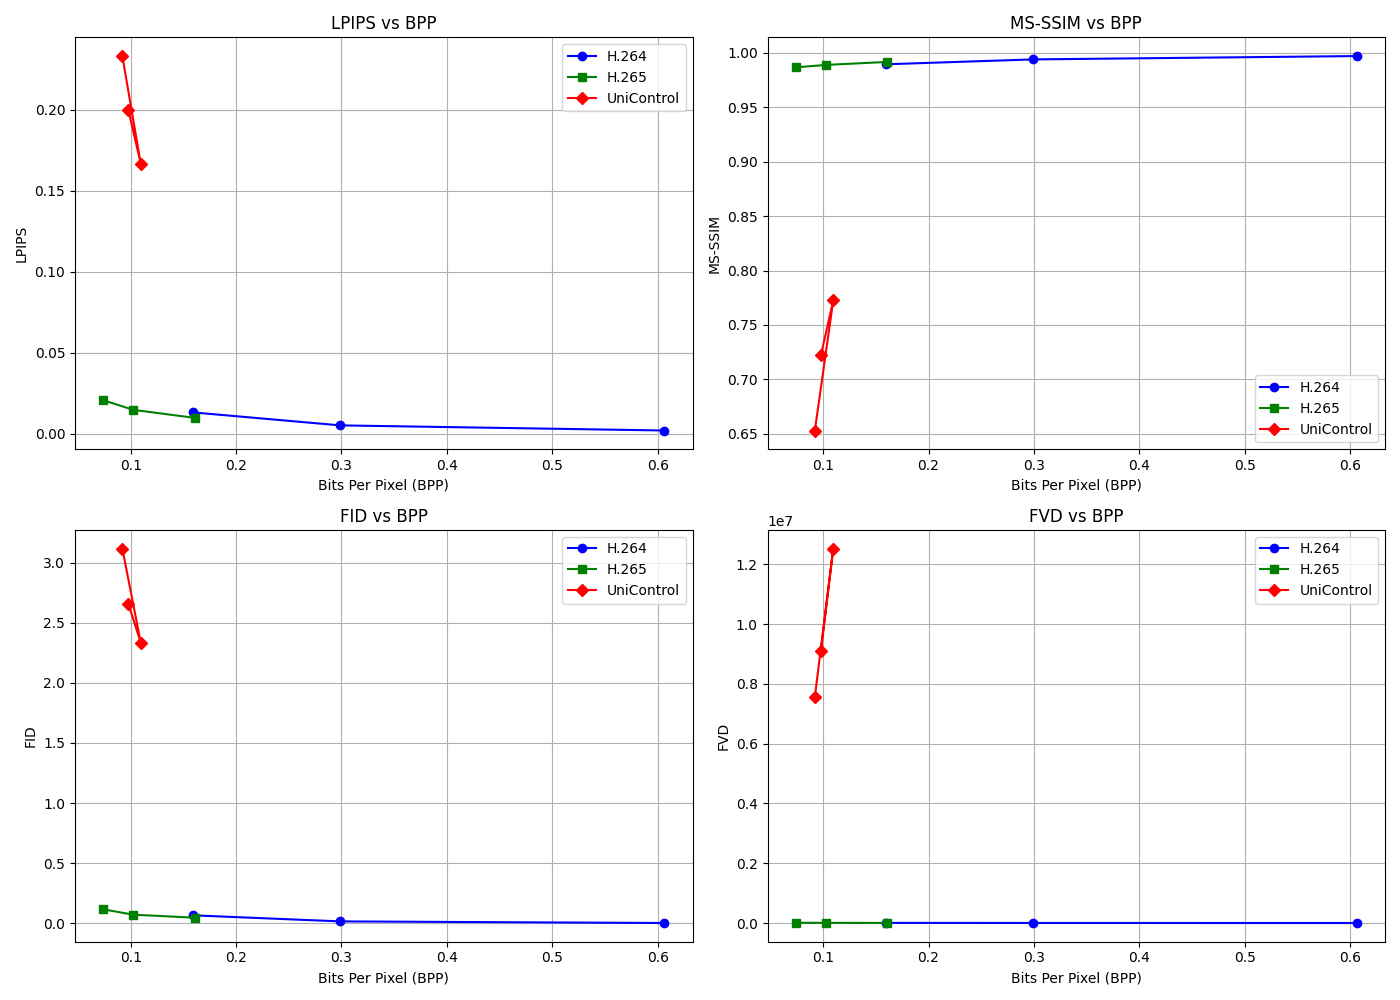 LPIPS vs BPP
H.264
H.265
UniControl
0.20
0.15
0.10
0.05
0.00
LPIPS
0.1 0.2 0.3 0.4 0.5 0.6
Bits Per Pixel (BPP)
MS-SSIM vs BPP
1.00
0.95
0.90
0.85
0.80
0.75
0.70
0.65
MS-SSIM
H.264
H.265
UniControl
0.1 0.2 0.3 0.4 0.5 0.6
Bits Per Pixel (BPP)
FID vs BPP
H.264
H.265
UniControl
3.0
2.5
2.0
1.5
1.0
0.5
0.0
FID
0.1 0.2 0.3 0.4 0.5 0.6
Bits Per Pixel (BPP)
FVD vs BPP
1e7
H.264
H.265
UniControl
1.2
1.0
0.8
0.6
0.4
0.2
0.0
FVD
0.1 0.2 0.3 0.4 0.5 0.6
Bits Per Pixel (BPP)